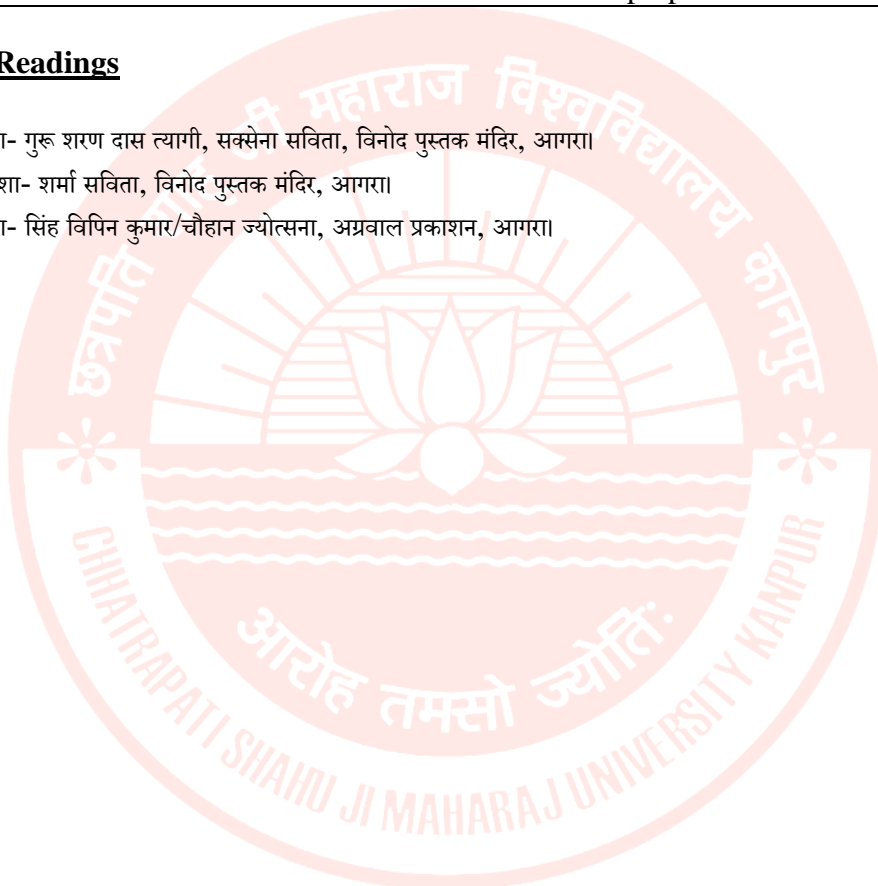 Readings
ा- गुरू शरण दास त्यागी, सक्सेना सविता, विनोद पुस्तक मंदिर, आगरा।
शा- शर्मा सविता, विनोद पुस्तक मंदिर, आगरा।
ा- सिंह विपिन कुमार/चौहान ज्योत्सना, अग्रवाल प्रकाशन, आगरा।
छत्रपति शाहू जी महाराज विश्वविद्यालय कानपुर
आरोह तमसो ज्योतिः
CHHATRAPATI SHAHU JI MAHARAJ UNIVERSITY KANPUR